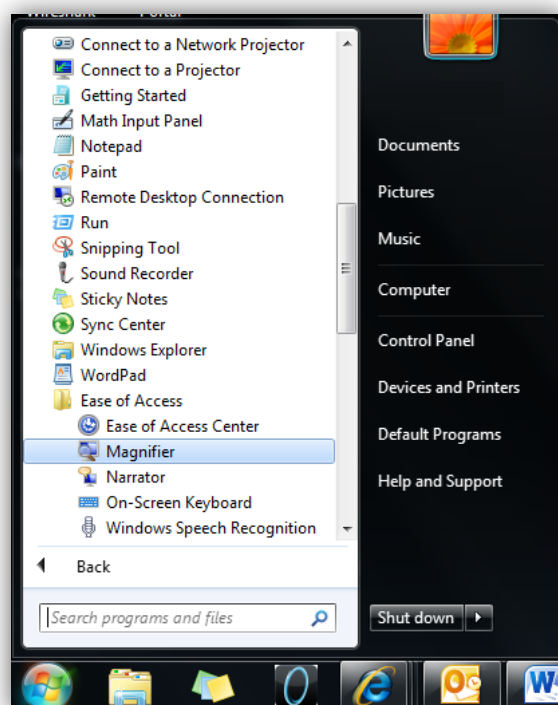 Wireshark Portal
Connect to a Network Projector
Connect to a Projector
Getting Started
Math Input Panel
Notepad
Paint
Remote Desktop Connection
Run
Snipping Tool
Sound Recorder
Sticky Notes
Sync Center
Windows Explorer
WordPad
Ease of Access
Ease of Access Center
Magnifier
Narrator
On-Screen Keyboard
Windows Speech Recognition
Back
Search programs and files
Documents
Pictures
Music
Computer
Control Panel
Devices and Printers
Default Programs
Help and Support
Shut down